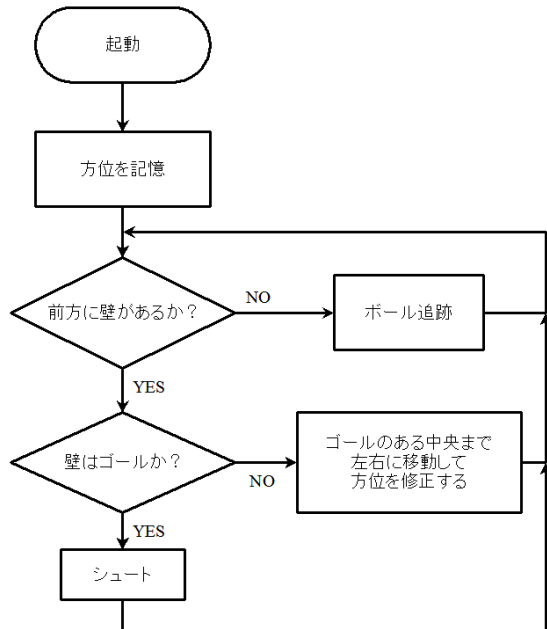 起動
方位を記憶
前方に壁があるか？
NO
ボール追跡
YES
壁はゴールか？
NO
ゴールのある中央まで
左右に移動して
方位を修正する
YES
シュート